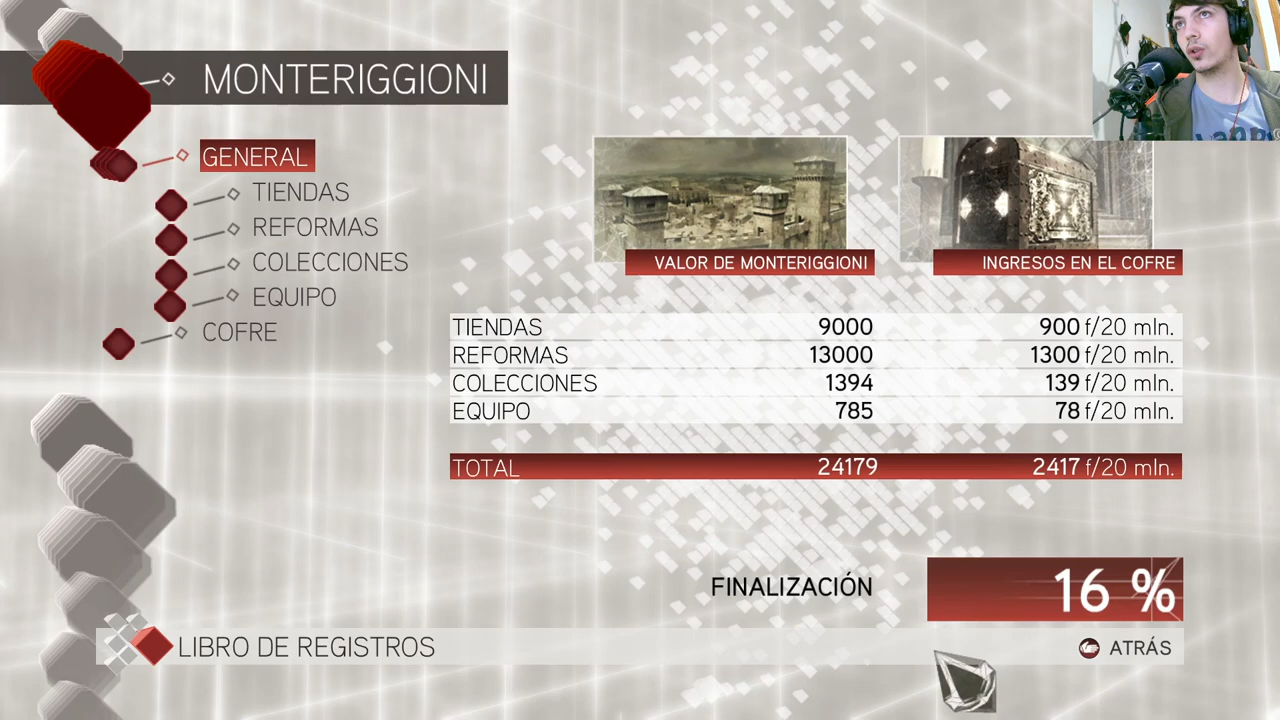 MONTERIGGIONI
GENERAL
TIENDAS
REFORMAS
COLECCIONES
EQUIPO
COFRE
VALOR DE MONTERIGGIONI
INGRESOS EN EL COFRE
TIENDAS 9000 900 f/20 mln.
REFORMAS 13000 1300 f/20 mln.
COLECCIONES 1394 139 f/20 mln.
EQUIPO 785 78 f/20 mln.
TOTAL 24179 2417 f/20 mln.
FINALIZACIÓN 16 %
LIBRO DE REGISTROS
ATRÁS